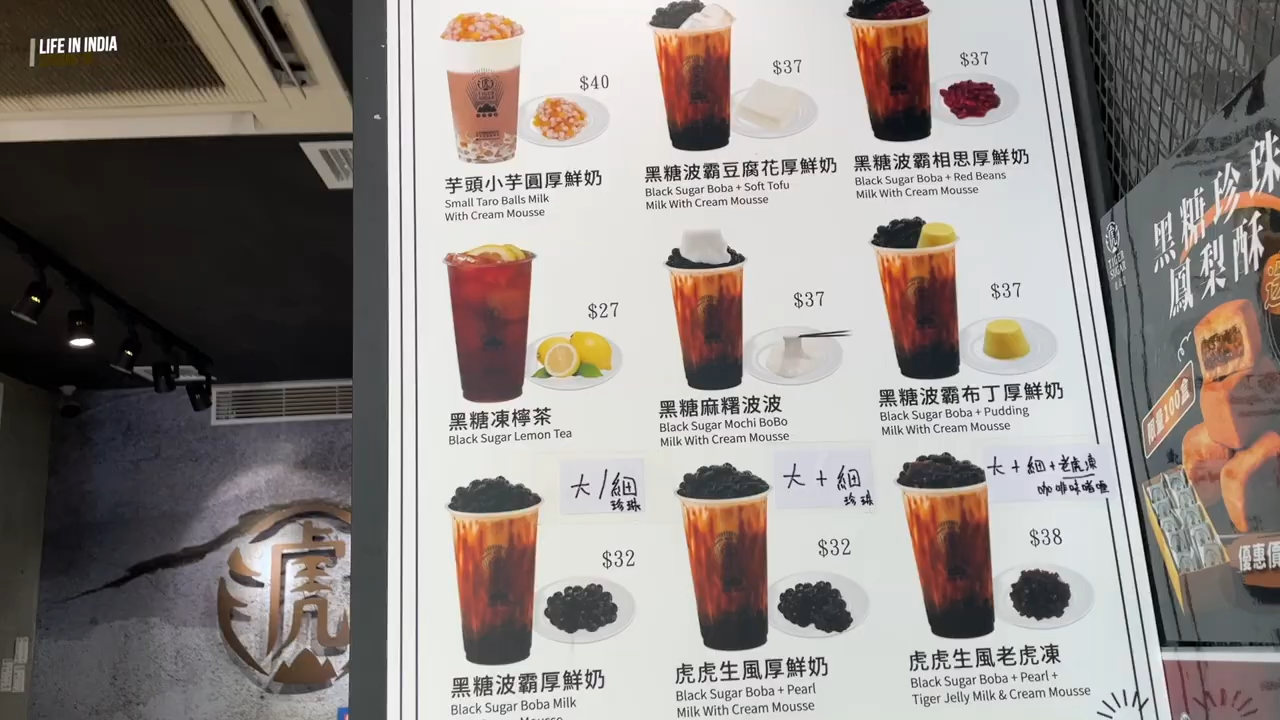 LIFE IN INDIA
$40
$37
$37
芋頭小芋圓厚鮮奶
Small Taro Balls Milk
With Cream Mousse
黑糖波霸豆腐花厚鮮奶
Black Sugar Boba + Soft Tofu
Milk With Cream Mousse
黑糖波霸相思厚鮮奶
Black Sugar Boba + Red Beans
Milk With Cream Mousse
$27
$37
$37
黑糖凍檸茶
Black Sugar Lemon Tea
黑糖麻糬波波
Black Sugar Mochi BoBo
Milk With Cream Mousse
黑糖波霸布丁厚鮮奶
Black Sugar Boba + Pudding
Milk With Cream Mousse
大/細
珍珠
大+細
珍珠
大+細+老虎凍
咖啡味啫喱
$32
$32
$38
黑糖波霸厚鮮奶
Black Sugar Boba Milk
虎虎生風厚鮮奶
Black Sugar Boba + Pearl
Milk With Cream Mousse
虎虎生風老虎凍
Black Sugar Boba + Pearl +
Tiger Jelly Milk & Cream Mousse
虎
TIGER
SUGAR
黑糖珍珠
鳳梨酥
限量100盒
優惠價